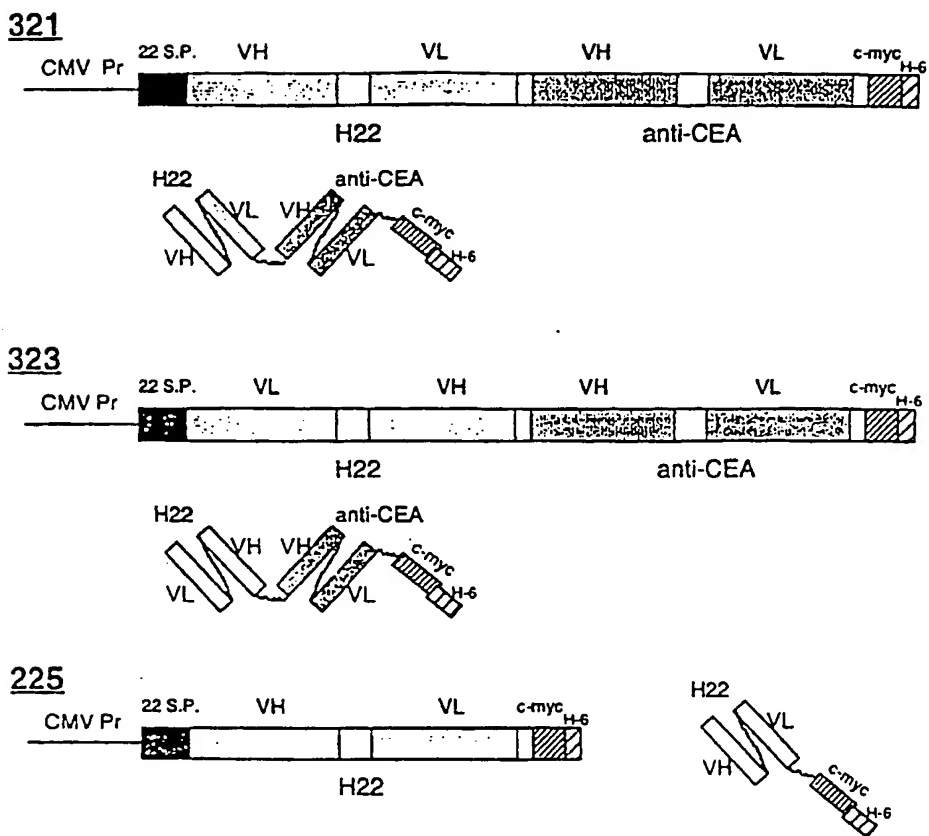 321
CMV Pr 22 S.P. VH VL VH VL c-myc H-6
H22 anti-CEA
H22 anti-CEA
VH VL VH VL c-myc H-6
323
CMV Pr 22 S.P. VL VH VH VL c-myc H-6
H22 anti-CEA
H22 anti-CEA
VL VH VH VL c-myc H-6
225
CMV Pr 22 S.P. VH VL c-myc H-6
H22
H22
VH VL c-myc H-6